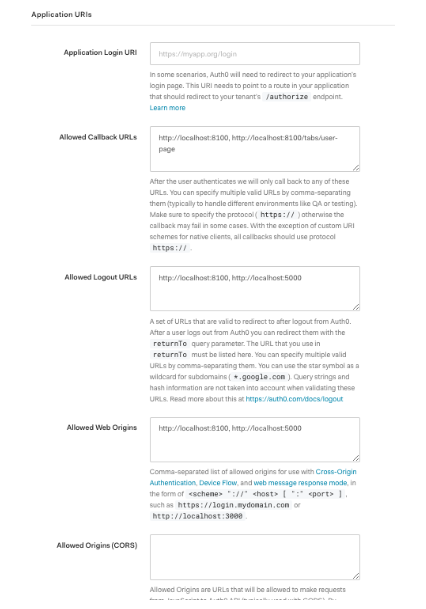 Application URIs
Application Login URI
https://myapp.org/login
In some scenarios, Auth0 will need to redirect to your application's
login page. This URI needs to point to a route in your application
that should redirect to your tenant's /authorize endpoint.
Learn more
Allowed Callback URLs
http://localhost:8100, http://localhost:8100/tabs/user-
page
After the user authenticates we will only call back to any of these
URLs. You can specify multiple valid URLs by comma-separating
them (typically to handle different environments like QA or testing).
Make sure to specify the protocol ( https:// ) otherwise the
callback may fail in some cases. With the exception of custom URI
schemes for native clients, all callbacks should use protocol
https:// .
Allowed Logout URLs
http://localhost:8100, http://localhost:5000
A set of URLs that are valid to redirect to after logout from Auth0.
After a user logs out from Auth0 you can redirect them with the
returnTo query parameter. The URL that you use in
returnTo must be listed here. You can specify multiple valid
URLs by comma-separating them. You can use the star symbol as a
wildcard for subdomains ( *.google.com ). Query strings and
hash information are not taken into account when validating these
URLs. Read more about this at https://auth0.com/docs/logout
Allowed Web Origins
http://localhost:8100, http://localhost:5000
Comma-separated list of allowed origins for use with Cross-Origin
Authentication, Device Flow, and web message response mode, in
the form of <scheme> "://" <host> [ ":" <port> ] ,
such as https://login.mydomain.com or
http://localhost:3000 .
Allowed Origins (CORS)
Allowed Origins are URLs that will be allowed to make requests